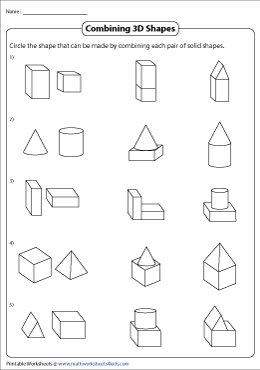 Name :
Combining 3D Shapes
Circle the shape that can be made by combining each pair of solid shapes.
1)
2)
3)
4)
5)
Printable Worksheets @ www.mathworksheets4kids.com